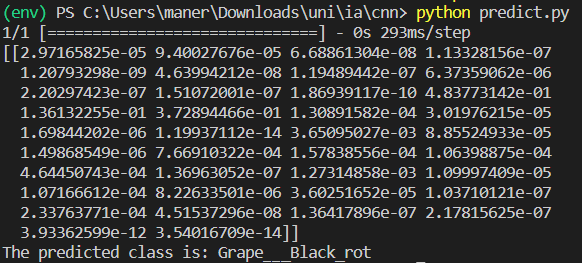 (env) PS C:\Users\maner\Downloads\uni\ia\cnn> python predict.py
1/1 [==============================] - 0s 293ms/step
[[2.97165825e-05 9.40027676e-05 6.68861304e-08 1.13328156e-07
1.20793298e-09 4.63994212e-08 1.19489442e-07 6.37359062e-06
2.20297423e-07 1.51072001e-07 1.86939117e-10 4.83773142e-01
1.36132255e-01 3.72894466e-01 1.30891582e-04 3.01976215e-05
1.69844202e-06 1.19937112e-14 3.65095027e-03 8.85524933e-05
1.49868549e-06 7.66910322e-04 1.57838556e-04 1.06398875e-04
4.64450743e-04 1.36963052e-07 1.27314858e-03 1.09997409e-05
1.07166612e-04 8.22633501e-06 3.60251652e-05 1.03710121e-07
2.33763771e-04 4.51537296e-08 1.36417896e-07 2.17815625e-07
3.93362599e-12 3.54016709e-14]]
The predicted class is: Grape___Black_rot